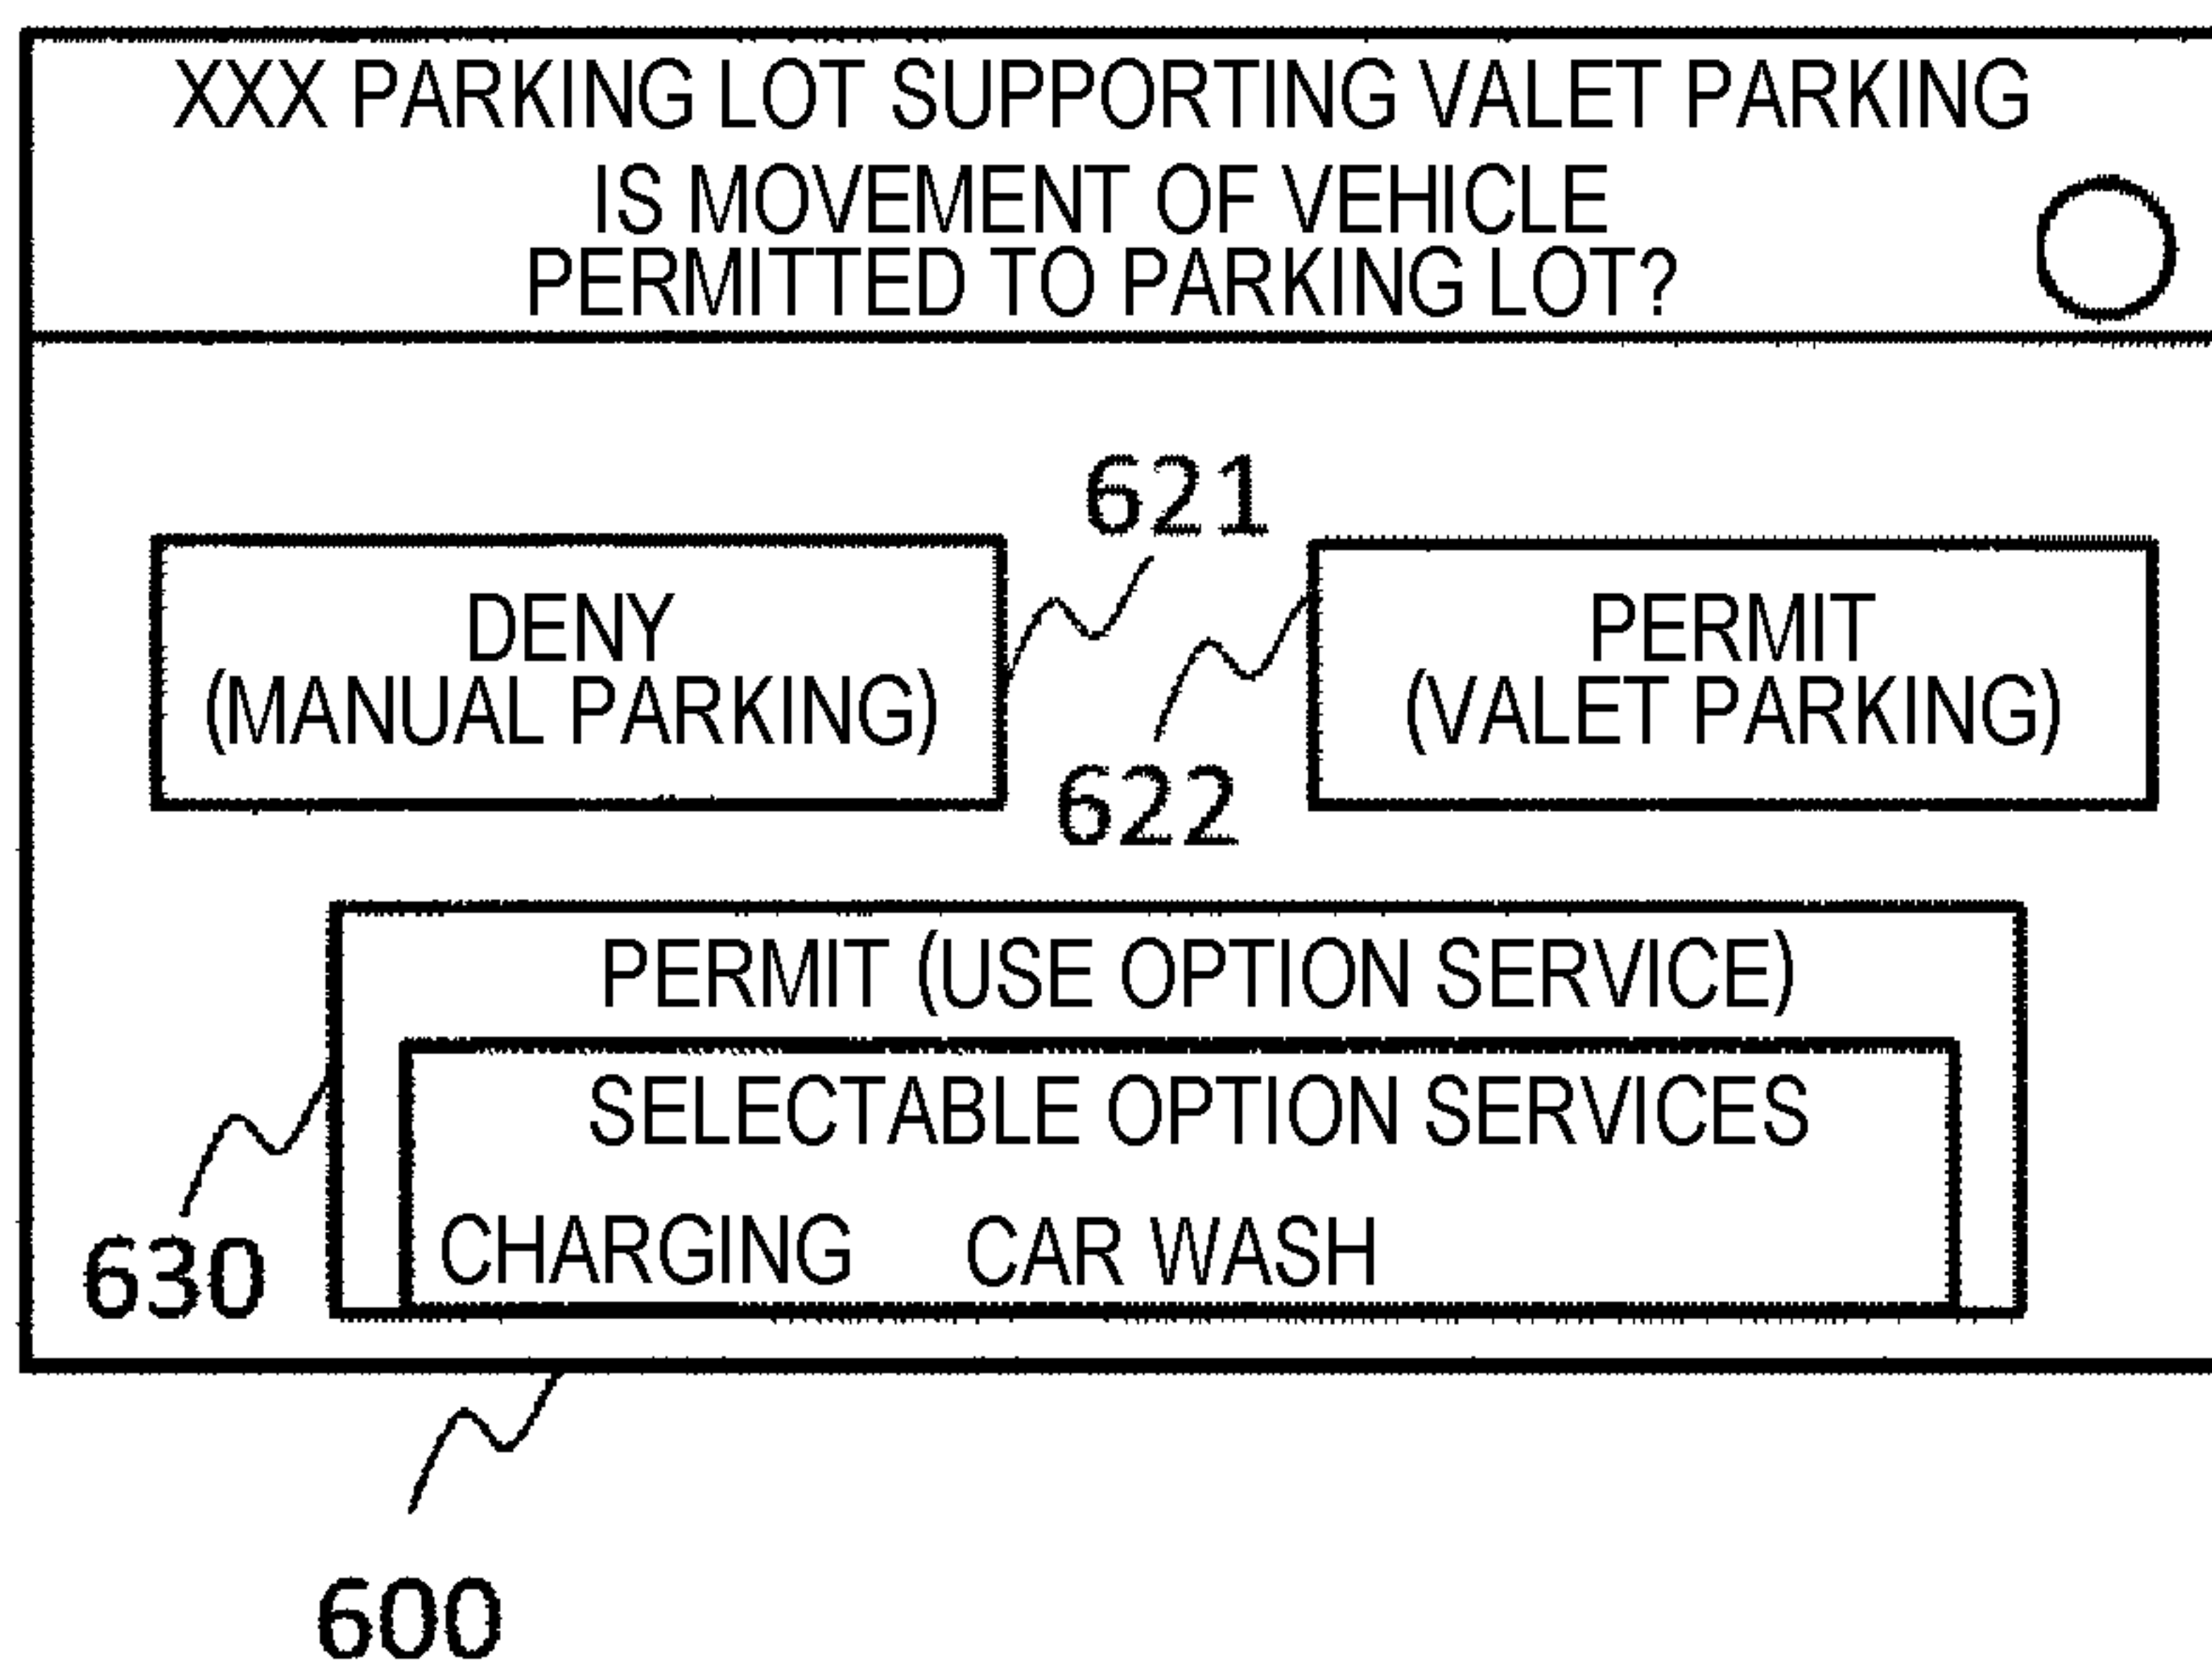 XXX PARKING LOT SUPPORTING VALET PARKING
IS MOVEMENT OF VEHICLE
PERMITTED TO PARKING LOT?
621
DENY
(MANUAL PARKING)
PERMIT
(VALET PARKING)
622
PERMIT (USE OPTION SERVICE)
SELECTABLE OPTION SERVICES
CHARGING CAR WASH
630
600